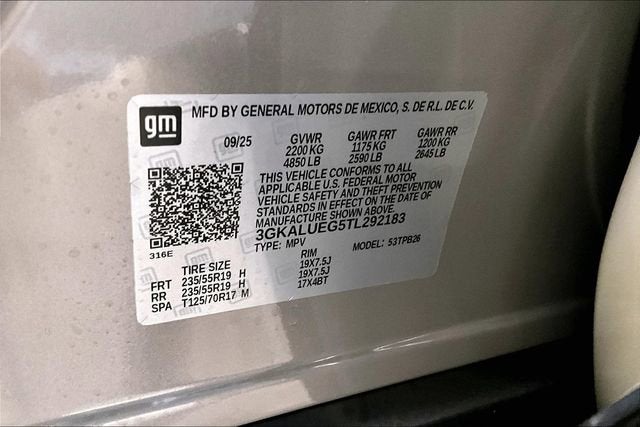 gm
MFD BY GENERAL MOTORS DE MEXICO, S. DE R.L. DE C.V.
09/25 GVWR GAWR FRT GAWR RR
2200 KG 1175 KG 1200 KG
4850 LB 2590 LB 2645 LB
THIS VEHICLE CONFORMS TO ALL
APPLICABLE U.S. FEDERAL MOTOR
VEHICLE SAFETY AND THEFT PREVENTION
STANDARDS IN EFFECT ON THE DATE OF
MANUFACTURE SHOWN ABOVE.
3GKALUEG5TL292183
316E TYPE: MPV MODEL: 53TPB26
TIRE SIZE RIM
FRT 235/55R19 H 19X7.5J
RR 235/55R19 H 19X7.5J
SPA T125/70R17 M 17X4BT